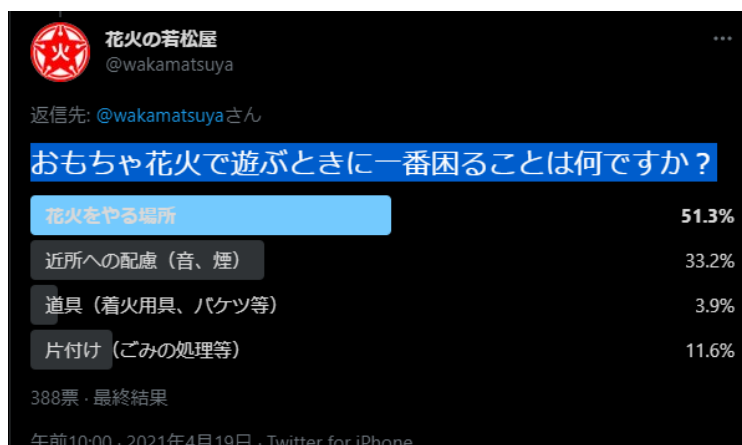 花火の若松屋
@wakamatsuya
返信先: @wakamatsuyaさん
おもちゃ花火で遊ぶときに一番困ることは何ですか？
花火をやる場所 51.3%
近所への配慮（音、煙） 33.2%
道具（着火用具、バケツ等） 3.9%
片付け（ごみの処理等） 11.6%
388票 · 最終結果
午前10:00 · 2021年4月19日 · Twitter for iPhone